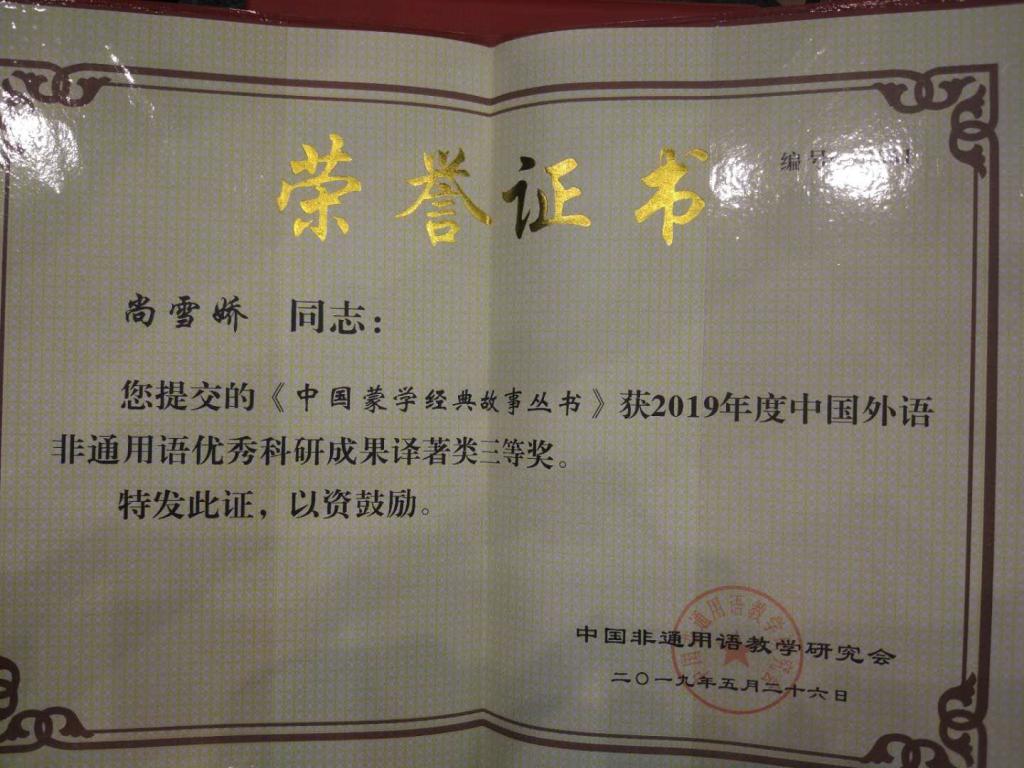 荣誉证书
编号
尚雪娇 同志：
您提交的《中国蒙学经典故事丛书》获2019年度中国外语
非通用语优秀科研成果译著类三等奖。
特发此证，以资鼓励。
中国非通用语教学研究会
二〇一九年五月二十六日